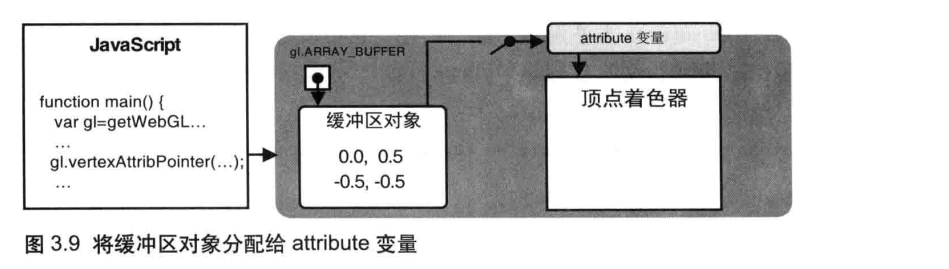 JavaScript
function main() {
var gl=getWebGL…
…
gl.vertexAttribPointer(…);
…
gl.ARRAY_BUFFER
缓冲区对象
0.0, 0.5
-0.5, -0.5
attribute 变量
顶点着色器
图 3.9 将缓冲区对象分配给 attribute 变量